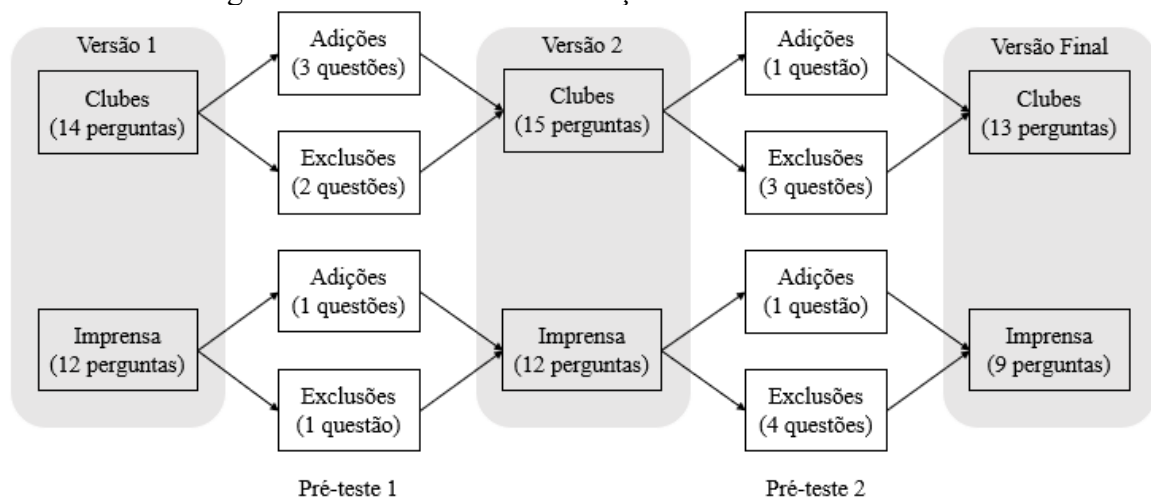 Versão 1
Clubes
(14 perguntas)
Imprensa
(12 perguntas)
Adições
(3 questões)
Exclusões
(2 questões)
Adições
(1 questões)
Exclusões
(1 questão)
Pré-teste 1
Versão 2
Clubes
(15 perguntas)
Imprensa
(12 perguntas)
Adições
(1 questão)
Exclusões
(3 questões)
Adições
(1 questão)
Exclusões
(4 questões)
Pré-teste 2
Versão Final
Clubes
(13 perguntas)
Imprensa
(9 perguntas)